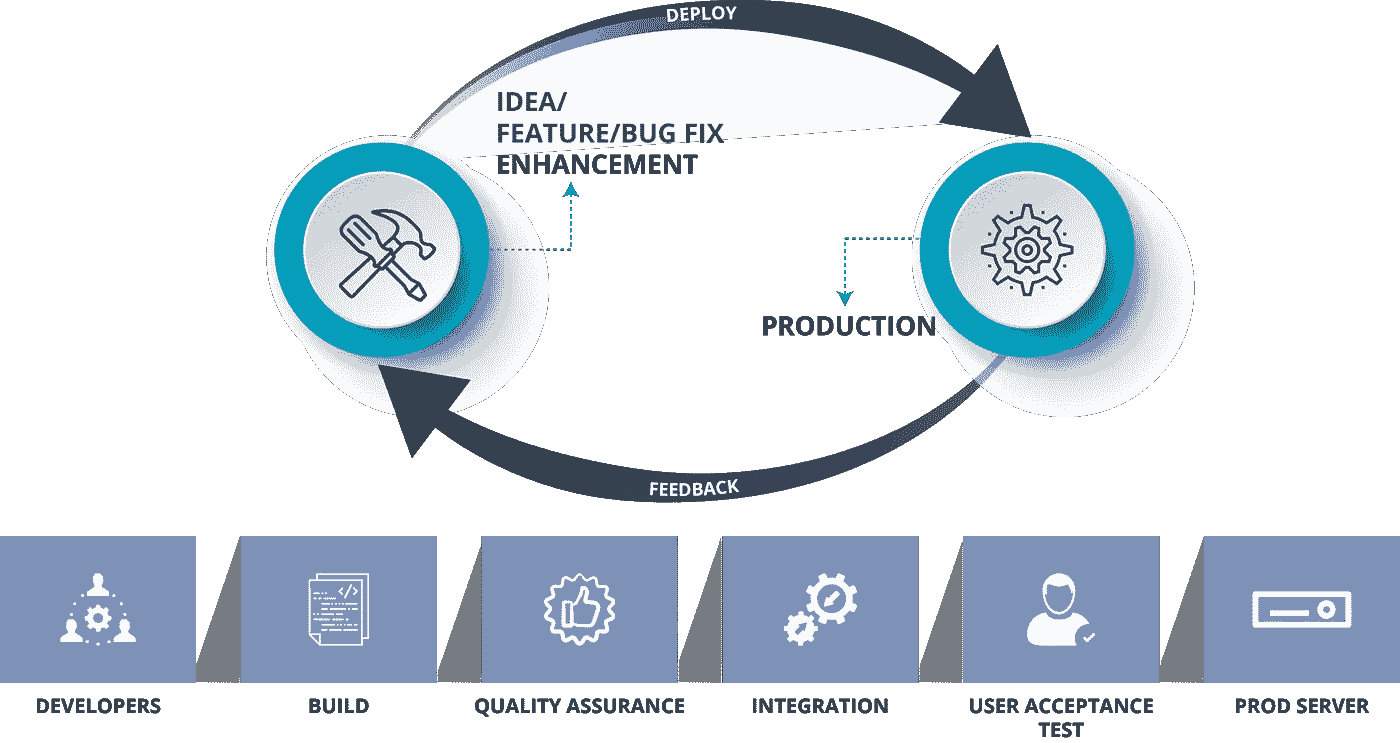 DEPLOY
IDEA/
FEATURE/BUG FIX
ENHANCEMENT
PRODUCTION
FEEDBACK
DEVELOPERS
BUILD
QUALITY ASSURANCE
INTEGRATION
USER ACCEPTANCE
TEST
PROD SERVER